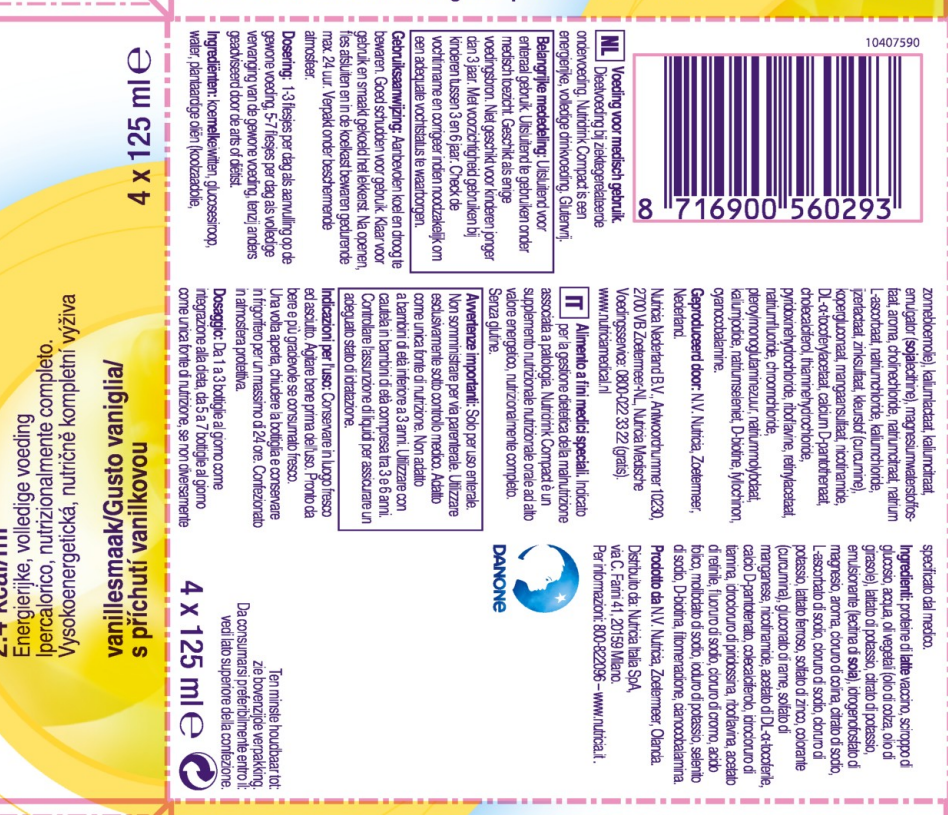 2.4 kcal/ml
Energierijke, volledige voeding
Ipercalorico, nutrizionalmente completo.
Vysokoenergetická, nutričně kompletní výživa
vanillesmaak/Gusto vaniglia/
s příchutí vanilkovou
4 x 125 ml ℮
10407590
8 716900 560293
NL Voeding voor medisch gebruik.
Dieetvoeding bij ziektegerelateerde
ondervoeding. Nutridrink Compact is een
energierijke, volledige drinkvoeding. Glutenvrij.
Belangrijke mededeling: Uitsluitend voor
enteraal gebruik. Uitsluitend te gebruiken onder
medisch toezicht. Geschikt als enige
voedingsbron. Niet geschikt voor kinderen jonger
dan 3 jaar. Met voorzichtigheid gebruiken bij
kinderen tussen 3 en 6 jaar. Check de
vochtinname en corrigeer indien noodzakelijk om
een adequate vochtstatus te waarborgen.
Gebruiksaanwijzing: Aanbevolen koel en droog te
bewaren. Goed schudden voor gebruik. Klaar voor
gebruik en smaakt gekoeld het lekkerst. Na openen,
fles afsluiten en in de koelkast bewaren gedurende
max. 24 uur. Verpakt onder beschermende
atmosfeer.
Dosering: 1-3 flesjes per dag als aanvulling op de
gewone voeding, 5-7 flesjes per dag als volledige
vervanging van de gewone voeding, tenzij anders
geadviseerd door de arts of diëtist.
Ingrediënten: koemelkeiwitten, glucosesiroop,
water, plantaardige oliën (koolzaadolie,
zonnebloemolie), kaliumlactaat, kaliumcitraat,
emulgator (sojalecithine), magnesiumwaterstoffos-
faat, aroma, cholinechloride, natriumcitraat, natrium
L-ascorbaat, natriumchloride, kaliumchloride,
ijzerlactaat, zinksulfaat, kleurstof (curcumine),
kopergluconaat, mangaansulfaat, nicotinamide,
DL-α-tocoferylacetaat, calcium D-pantothenaat,
cholecalciferol, thiaminehydrochloride,
pyridoxinehydrochloride, riboflavine, retinylacetaat,
natriumfluoride, chroomchloride,
pteroylmonoglutaminezuur, natriummolybdaat,
kaliumjodide, natriumseleniet, D-biotine, fytlochinon,
cyanocobalamine.
Geproduceerd door: N.V. Nutricia, Zoetermeer,
Nederland.
Nutricia Nederland B.V., Antwoordnummer 10230,
2700 VB Zoetermeer-NL, Nutricia Medische
Voedingsservice: 0800-022 33 22 (gratis).
www.nutriciamedical.nl
IT Alimento a fini medici speciali. Indicato
per la gestione dietetica della malnutrizione
associata a patologia. Nutridrink Compact è un
supplemento nutrizionale orale ad alto
valore energetico, nutrizionalmente completo.
Senza glutine.
Avvertenze importanti: Solo per uso enterale.
Non somministrare per via parenterale. Utilizzare
esclusivamente sotto controllo medico. Adatto
come unica fonte di nutrizione. Non adatto
a bambini di età inferiore a 3 anni. Utilizzare con
cautela in bambini di età compresa tra 3 e 6 anni.
Controllare l'assunzione di liquidi per assicurare un
adeguato stato di idratazione.
Indicazioni per l'uso: Conservare in luogo fresco
ed asciutto. Agitare bene prima dell'uso. Pronto da
bere e più gradevole se consumato fresco.
Una volta aperta, chiudere la bottiglia e conservare
in frigorifero per un massimo di 24 ore. Confezionato
in atmosfera protettiva.
Dosaggio: Da 1 a 3 bottiglie al giorno come
integrazione alla dieta, da 5 a 7 bottiglie al giorno
come unica fonte di nutrizione, se non diversamente
specificato dal medico.
Ingredienti: proteine di latte vaccino, sciroppo di
glucosio, acqua, oli vegetali (olio di colza, olio di
girasole), lattato di potassio, citrato di potassio,
emulsionante (lecitina di soia), idrogenofosfato di
magnesio, aroma, cloruro di colina, citrato di sodio,
L-ascorbato di sodio, cloruro di sodio, cloruro di
potassio, lattato ferroso, solfato di zinco, colorante
(curcumina), gluconato di rame, solfato di
manganese, nicotinamide, acetato di DL-α-tocoferile,
calcio D-pantotenato, colecalciferolo, idrocloruro di
tiamina, idrocloruro di piridossina, riboflavina, acetato
di retinile, fluoruro di sodio, cloruro di cromo, acido
folico, molibdato di sodio, ioduro di potassio, selenito
di sodio, D-biotina, fitomenadione, cianocobalamina.
Prodotto da N.V. Nutricia, Zoetermeer, Olanda.
Distribuito da: Nutricia Italia SpA,
via C. Farini 41, 20159 Milano.
Per informazioni: 800-822096 – www.nutricia.it.
DANONE
Ten minste houdbaar tot:
zie bovenzijde verpakking.
Da consumarsi preferibilmente entro il:
vedi lato superiore della confezione.
4 x 125 ml ℮